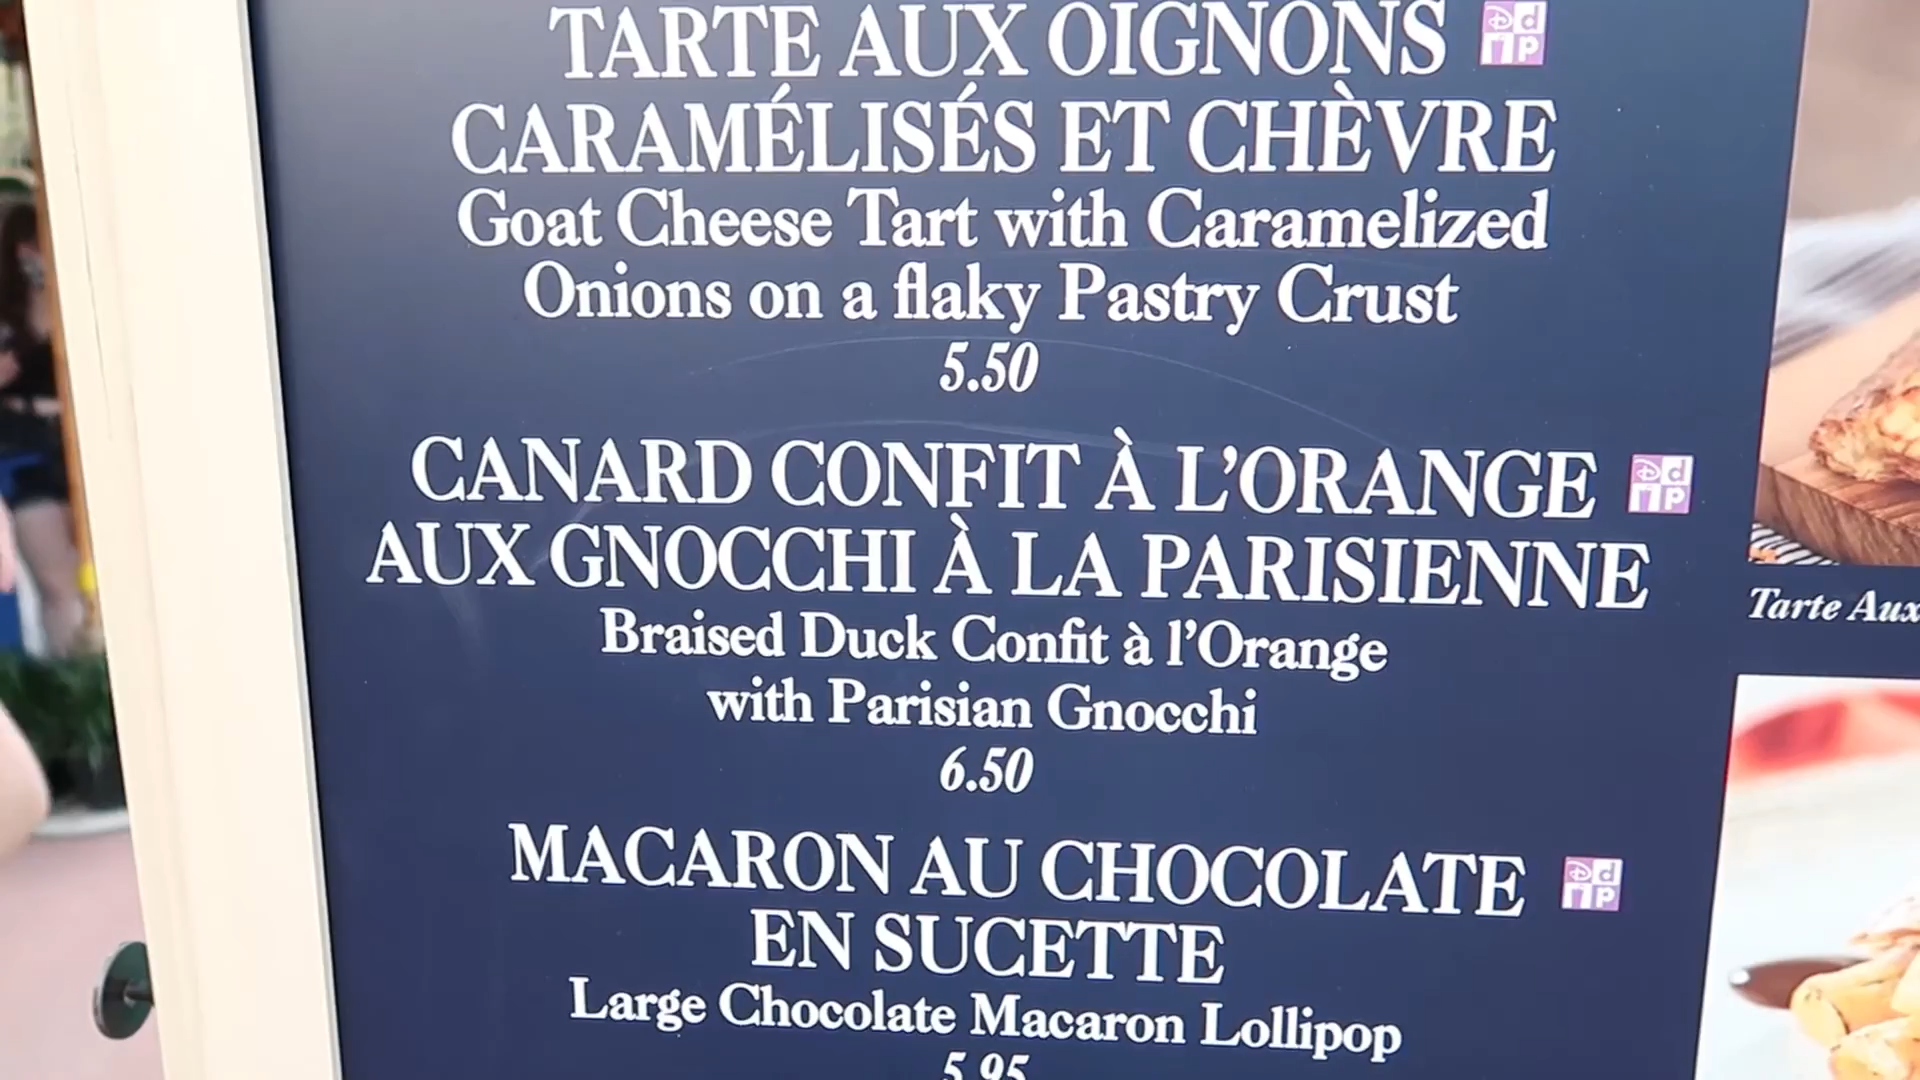 TARTE AUX OIGNONS
CARAMÉLISÉS ET CHÈVRE
Goat Cheese Tart with Caramelized
Onions on a flaky Pastry Crust
5.50
CANARD CONFIT À L’ORANGE
AUX GNOCCHI À LA PARISIENNE
Braised Duck Confit à l’Orange
with Parisian Gnocchi
6.50
MACARON AU CHOCOLATE
EN SUCETTE
Large Chocolate Macaron Lollipop
5.95
Tarte Aux